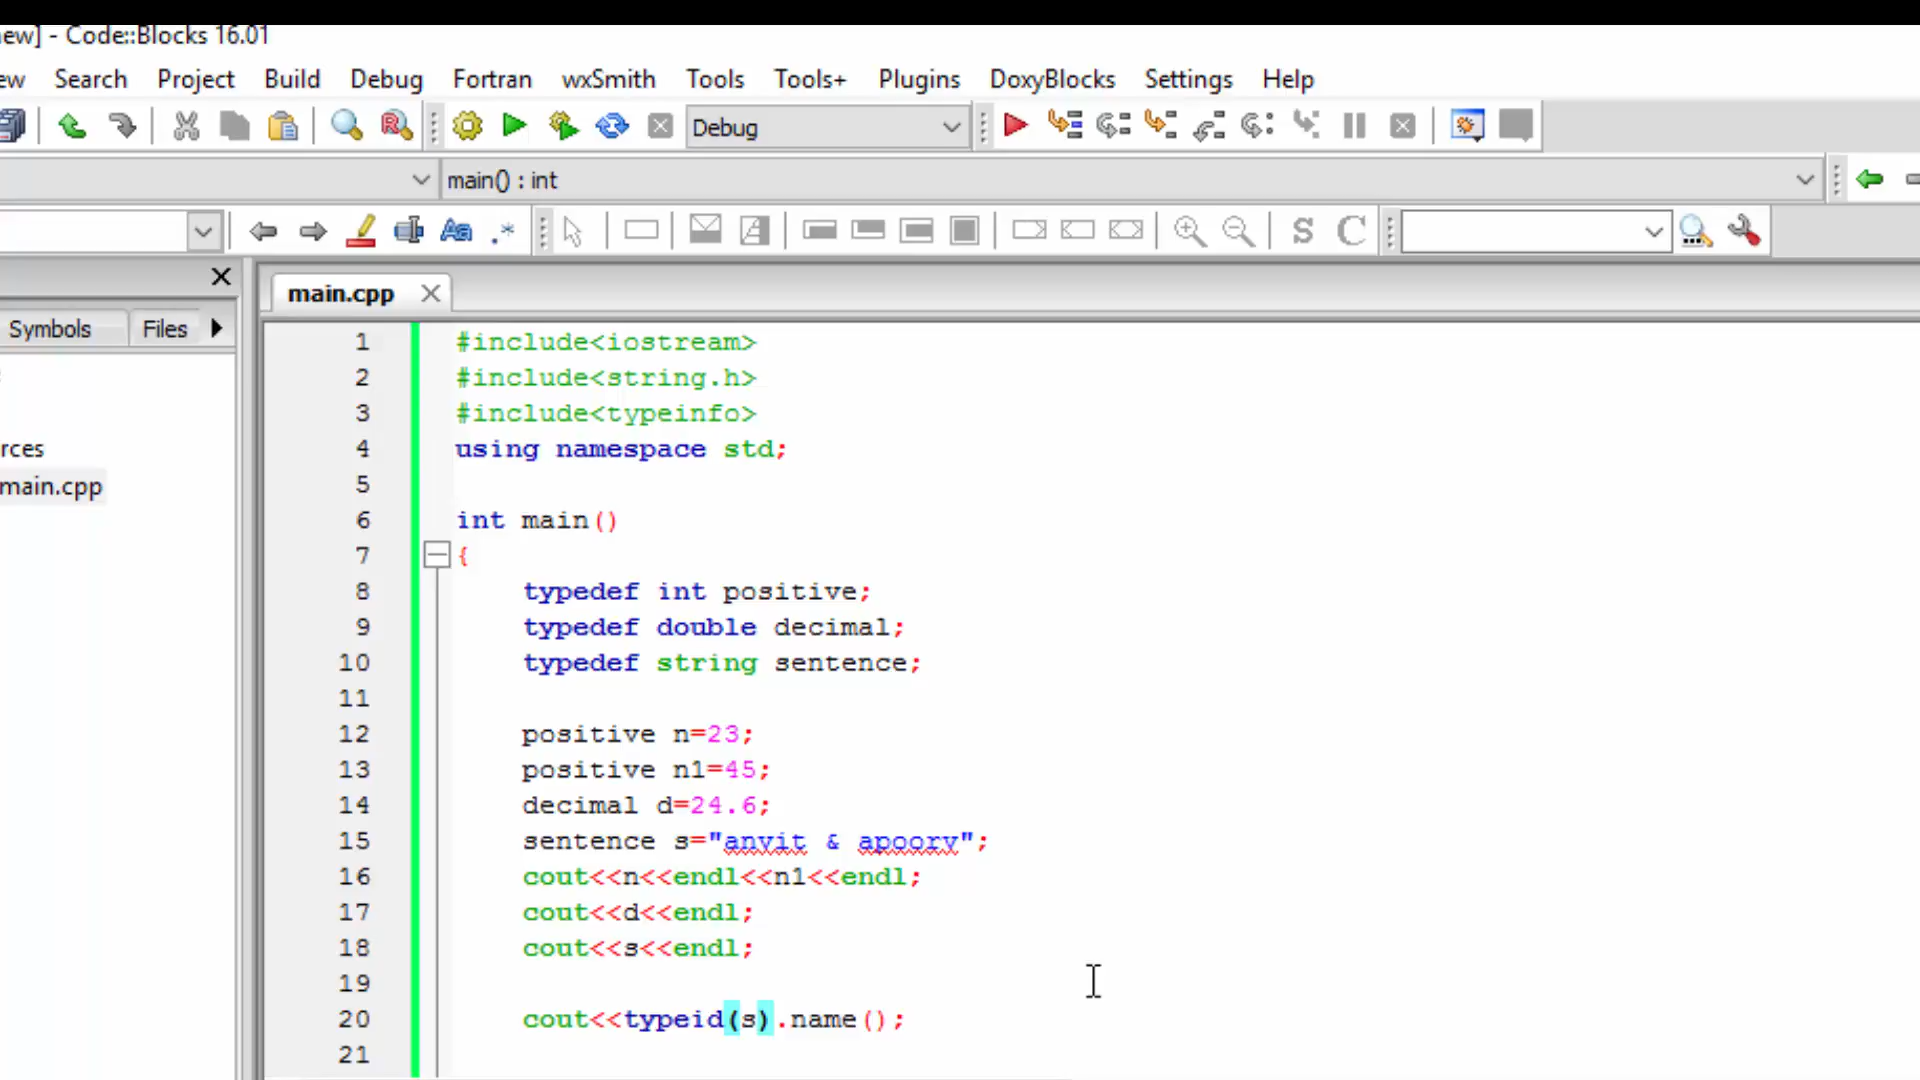 ew] - Code::Blocks 16.01
ew Search Project Build Debug Fortran wxSmith Tools Tools+ Plugins DoxyBlocks Settings Help
Debug
main() : int
S C
main.cpp
Symbols Files
rces
main.cpp
1 #include<iostream>
2 #include<string.h>
3 #include<typeinfo>
4 using namespace std;
5
6 int main()
7 {
8 typedef int positive;
9 typedef double decimal;
10 typedef string sentence;
11
12 positive n=23;
13 positive n1=45;
14 decimal d=24.6;
15 sentence s="anvit & apoorv";
16 cout<<n<<endl<<n1<<endl;
17 cout<<d<<endl;
18 cout<<s<<endl;
19
20 cout<<typeid(s).name();
21